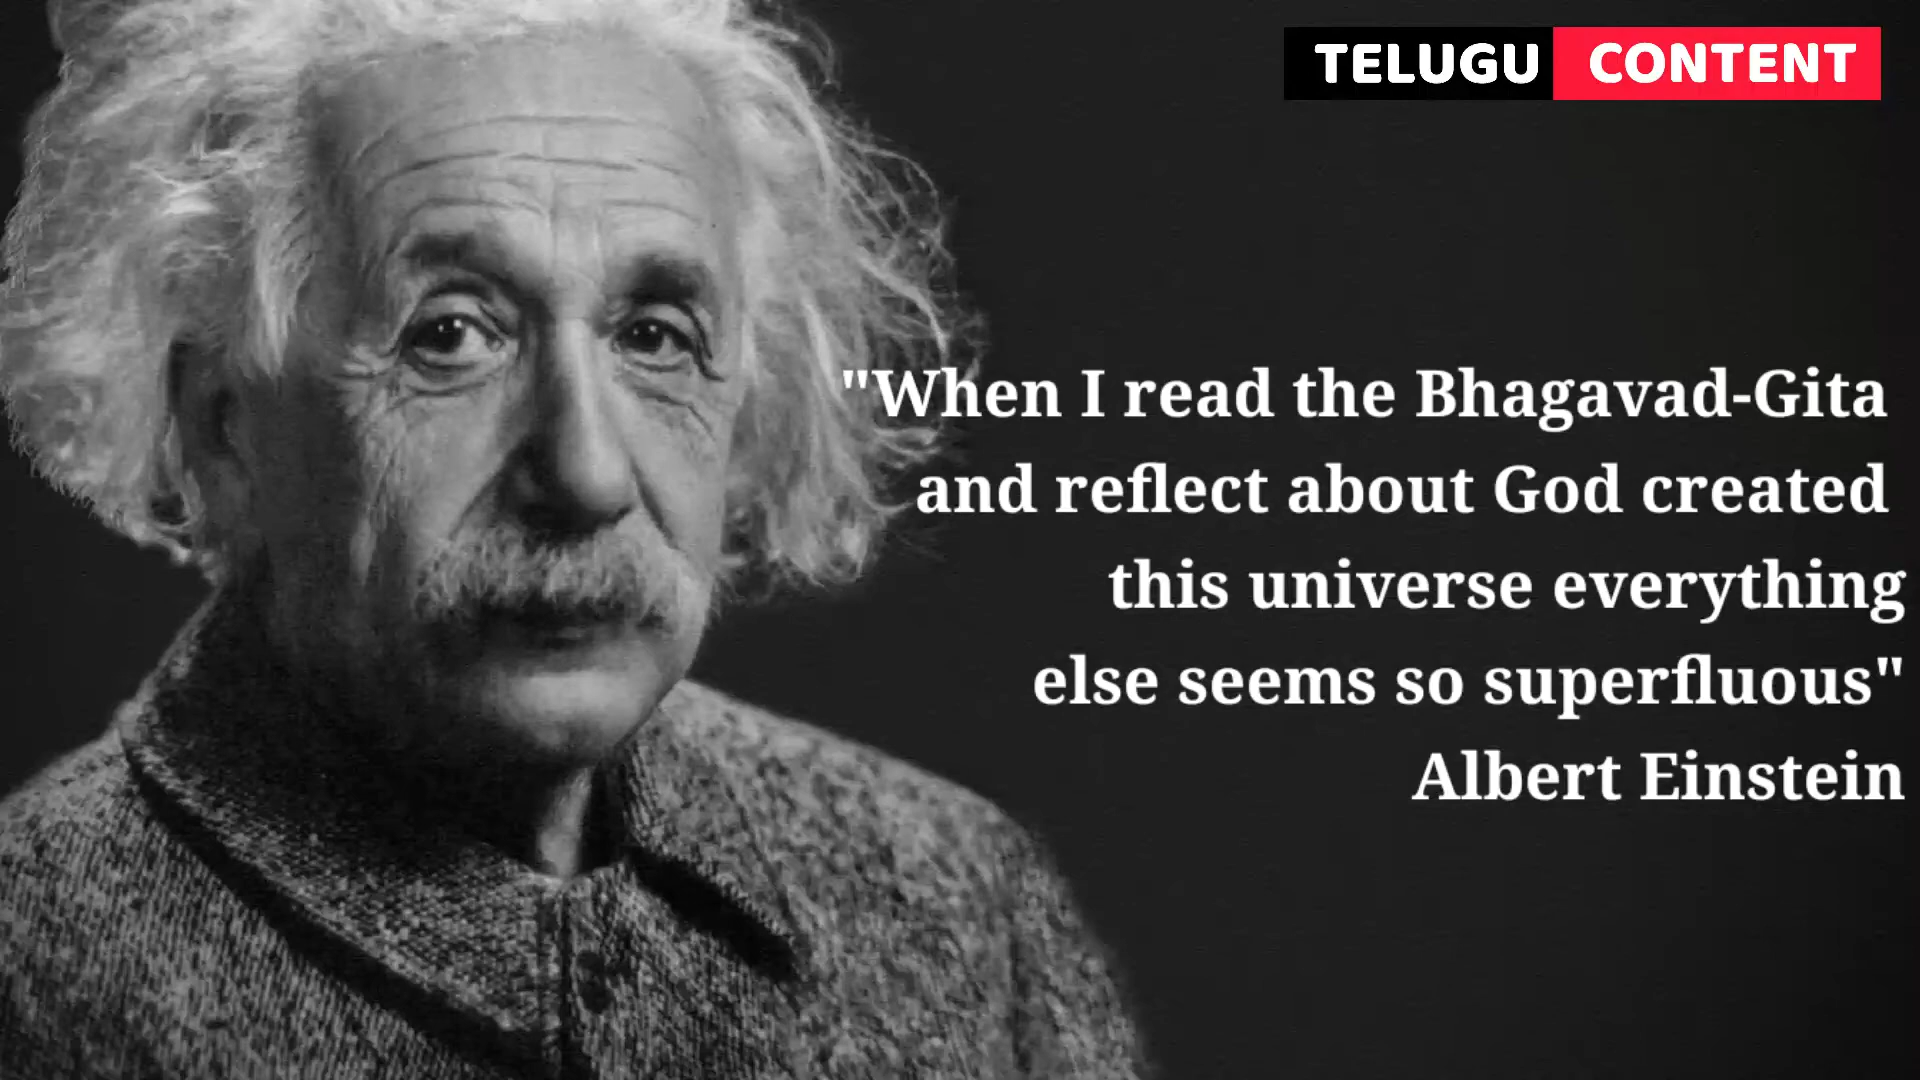 TELUGU CONTENT
"When I read the Bhagavad-Gita
and reflect about God created
this universe everything
else seems so superfluous"
Albert Einstein